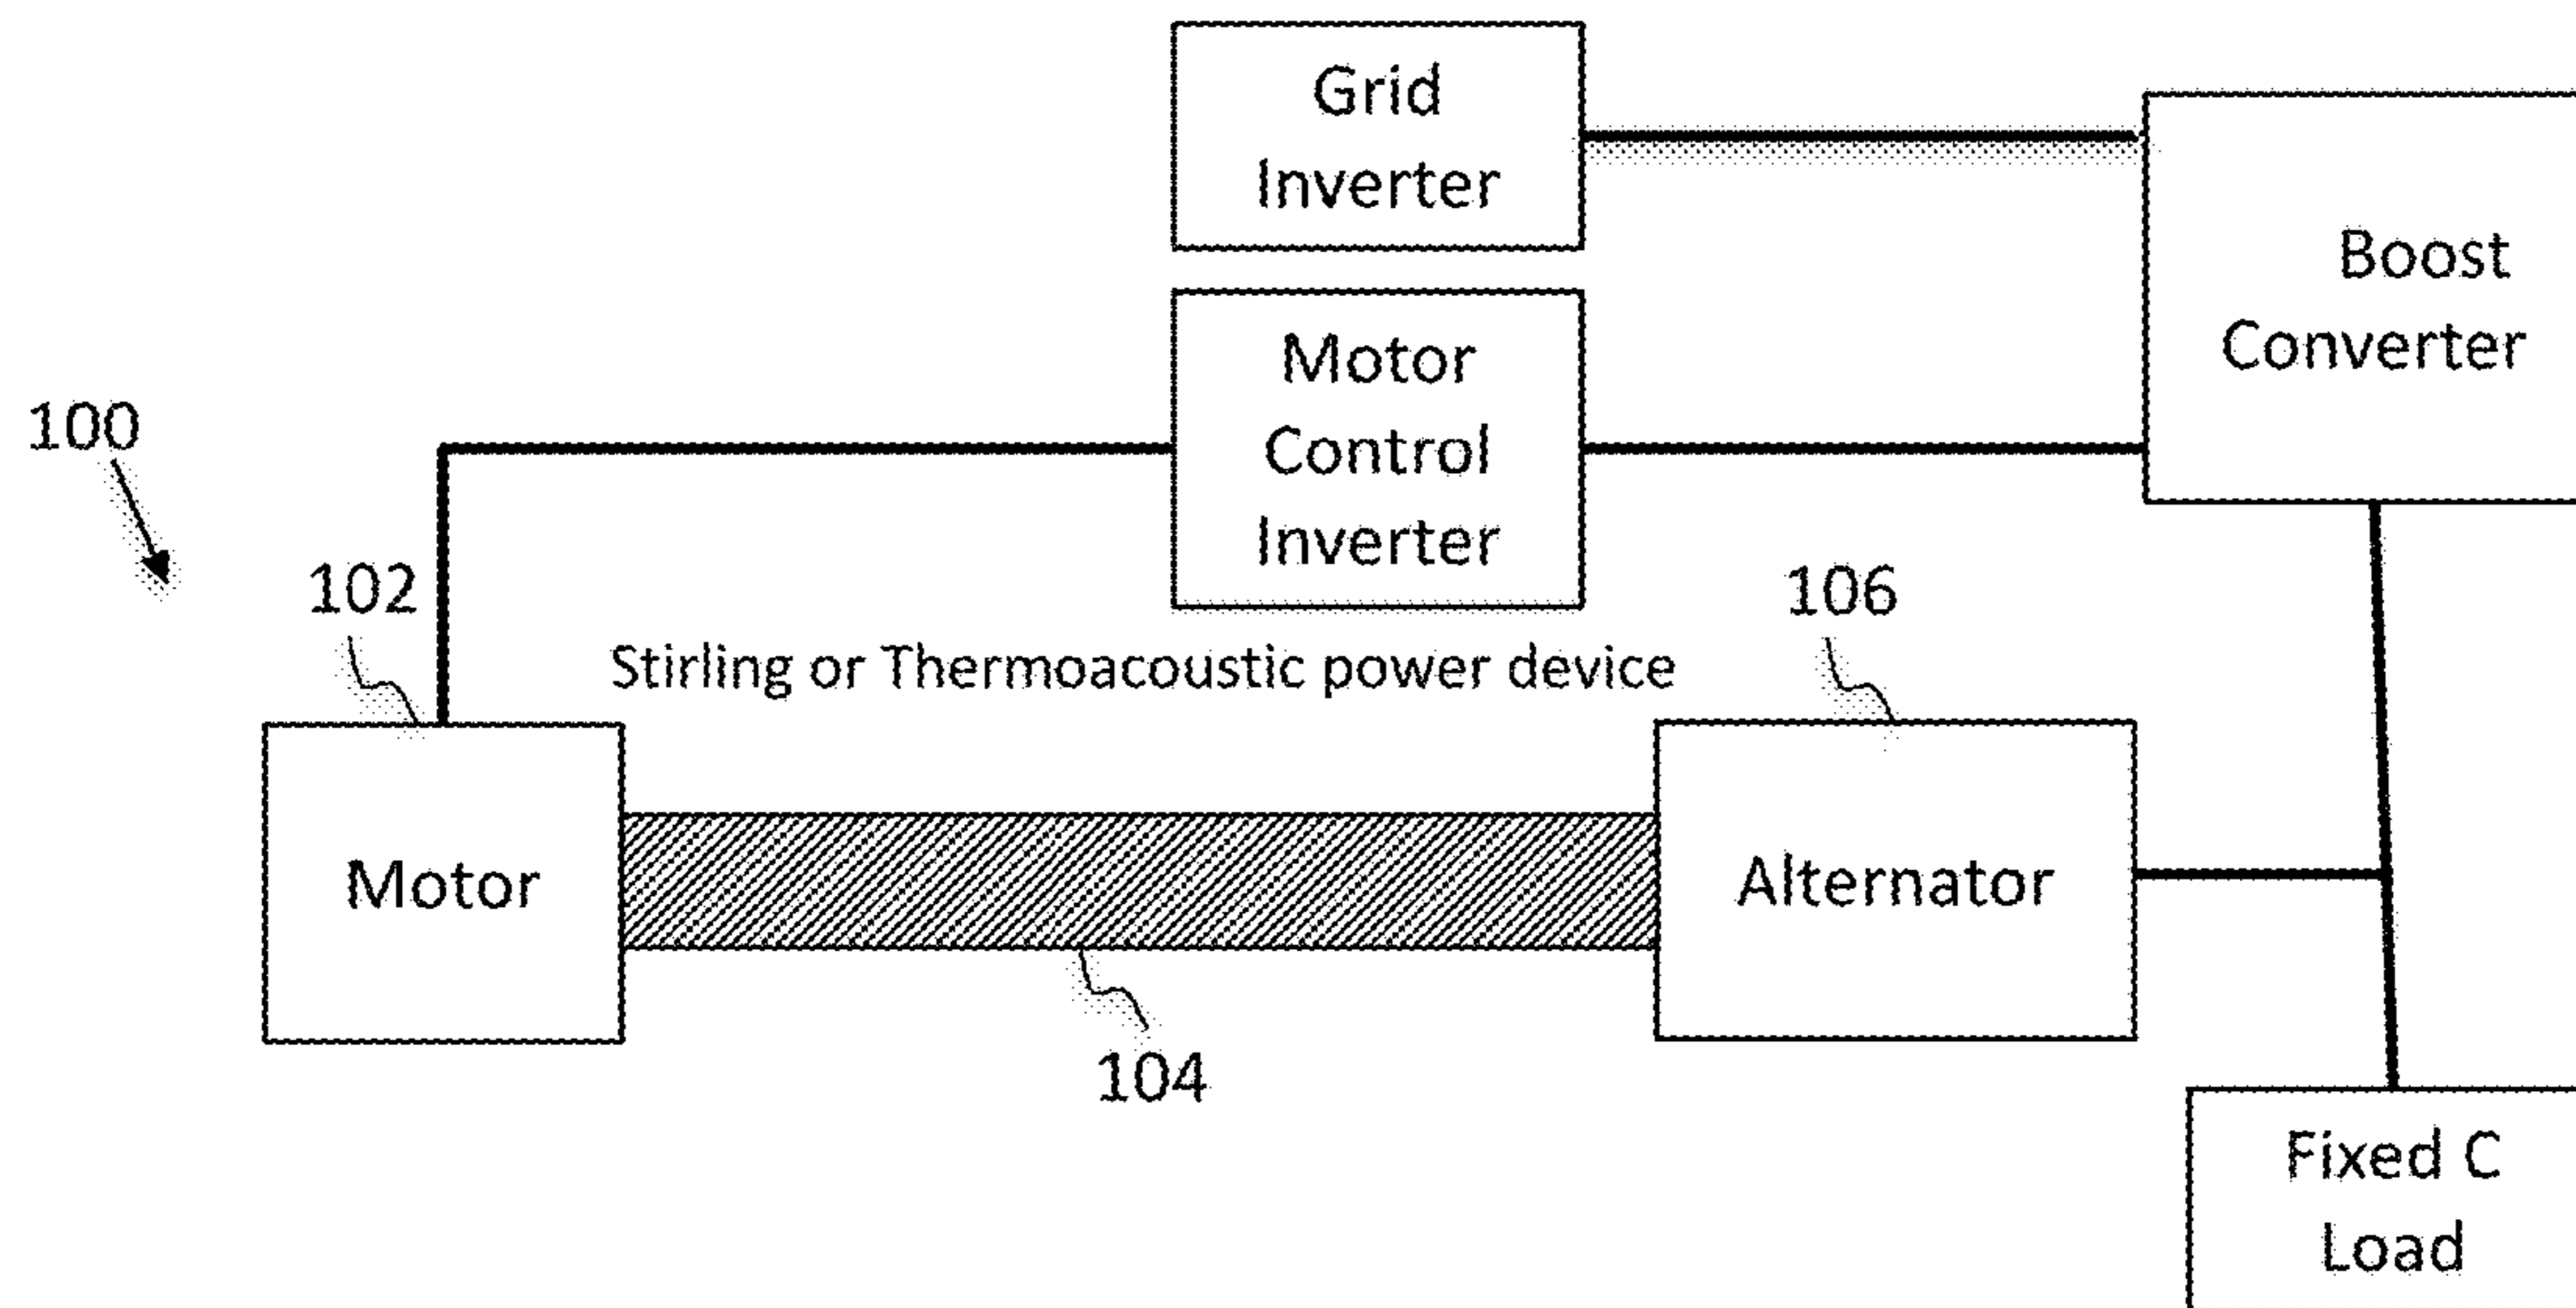 Grid
Inverter
Boost
Converter
Motor
Control
Inverter
100
102
106
Stirling or Thermoacoustic power device
Motor
Alternator
104
Fixed C
Load